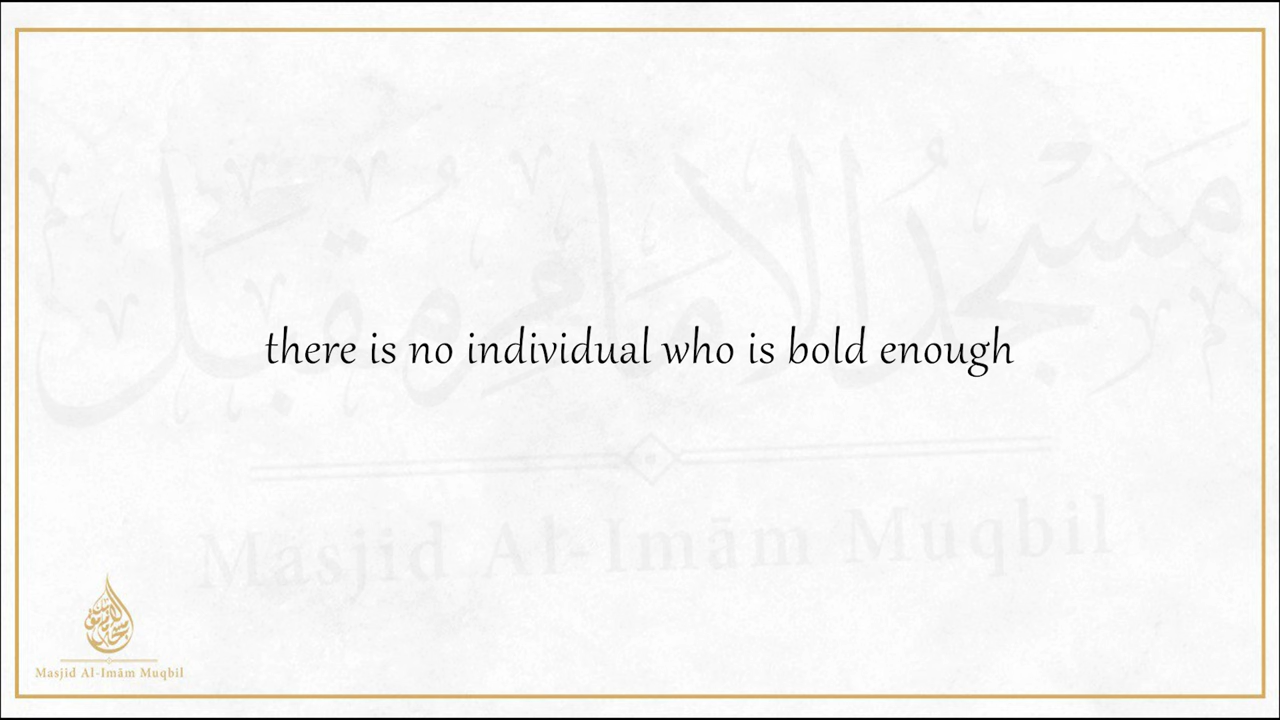 مسجد الإمام مقبل
there is no individual who is bold enough
Masjid Al-Imām Muqbil
Masjid Al-Imām Muqbil